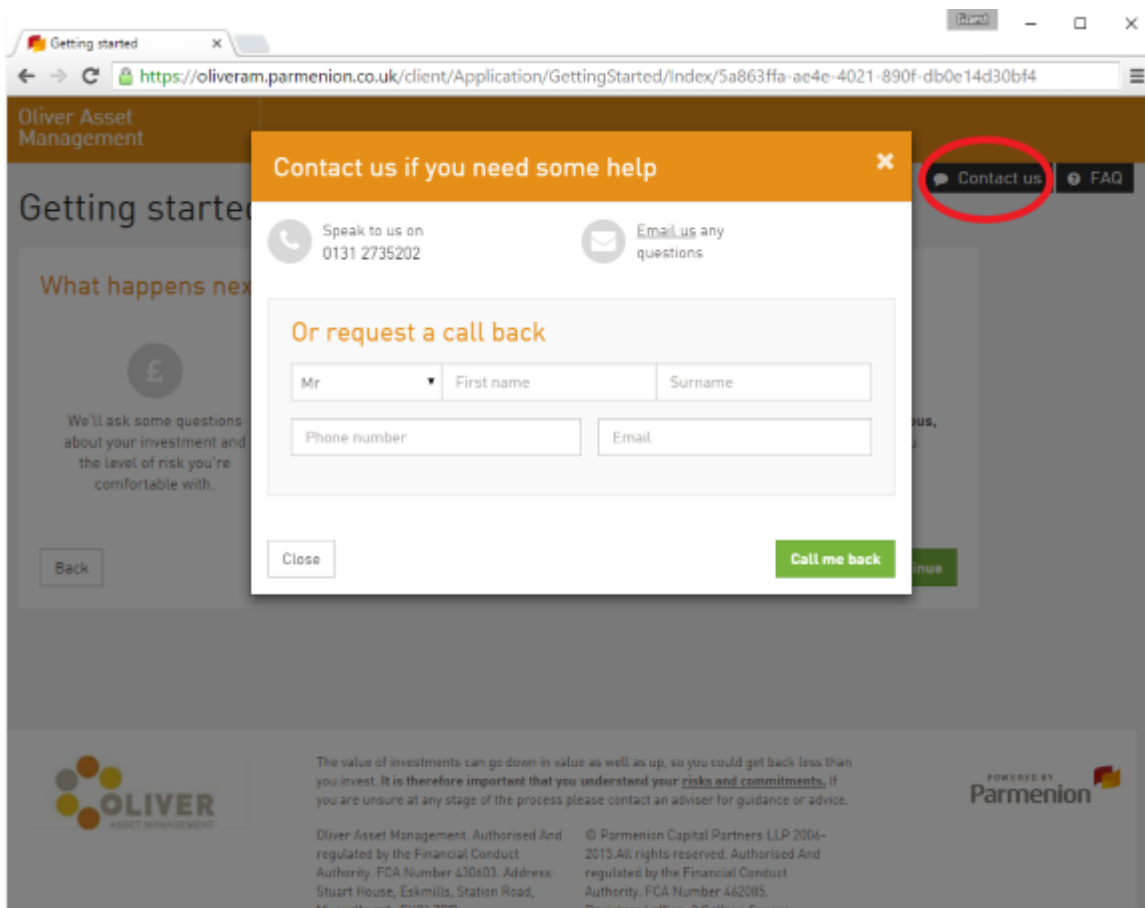 Guest
Getting started
https://oliveram.parmenion.co.uk/client/Application/GettingStarted/Index/5a863ffa-ae4e-4021-890f-db0e14d30bf4
Oliver Asset
Management
Contact us if you need some help
Contact us
FAQ
Getting started
Speak to us on
0131 2735202
Email us any
questions
What happens nex
Or request a call back
£
Mr
First name
Surname
Phone number
Email
We'll ask some questions
about your investment and
the level of risk you're
comfortable with.
ous,
Back
Close
Call me back
inue
The value of investments can go down in value as well as up, so you could get back less than
you invest. It is therefore important that you understand your risks and commitments. If
you are unsure at any stage of the process please contact an adviser for guidance or advice.
OLIVER
ASSET MANAGEMENT
POWERED BY
Parmenion
Oliver Asset Management. Authorised And
regulated by the Financial Conduct
Authority. FCA Number 430603. Address:
Stuart House, Eskmills, Station Road,
© Parmenion Capital Partners LLP 2006-
2015.All rights reserved. Authorised And
regulated by the Financial Conduct
Authority. FCA Number 462085.